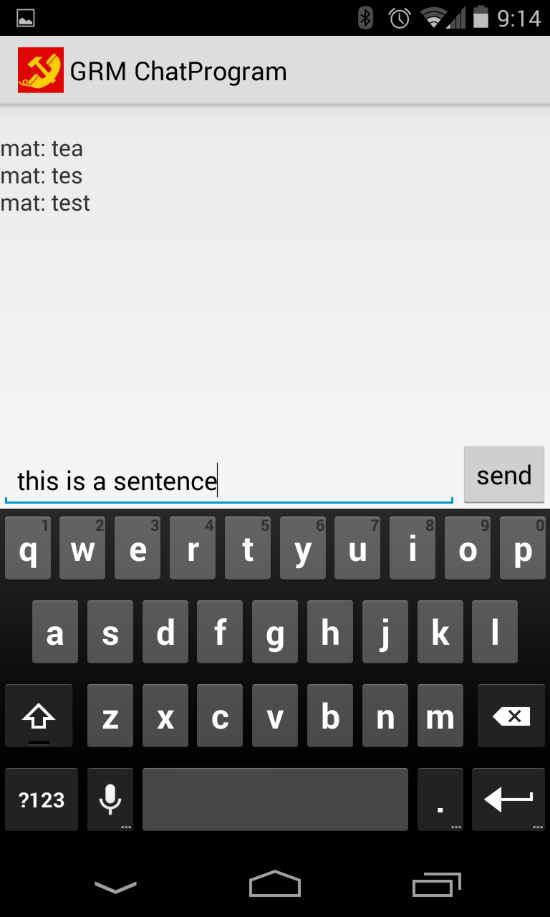 9:14
GRM ChatProgram
mat: tea
mat: tes
mat: test
this is a sentence
send
1 2 3 4 5 6 7 8 9 0
q w e r t y u i o p
a s d f g h j k l
z x c v b n m
?123 . ...